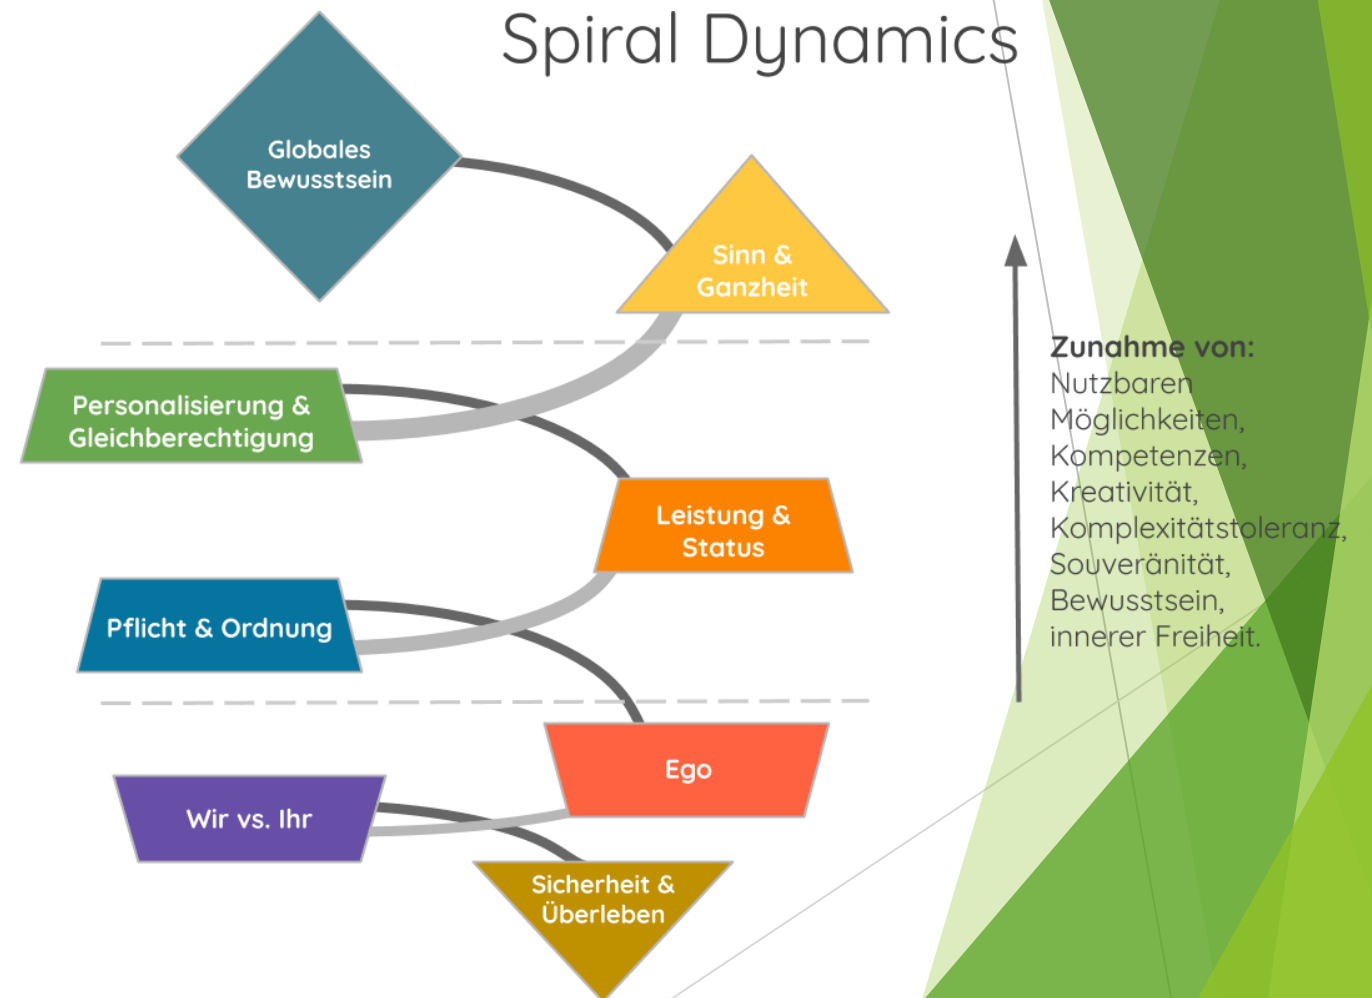 Spiral Dynamics
Globales
Bewusstsein
Sinn &
Ganzheit
Personalisierung &
Gleichberechtigung
Leistung &
Status
Pflicht & Ordnung
Ego
Wir vs. Ihr
Sicherheit &
Überleben
Zunahme von:
Nutzbaren
Möglichkeiten,
Kompetenzen,
Kreativität,
Komplexitätstoleranz,
Souveränität,
Bewusstsein,
innerer Freiheit.